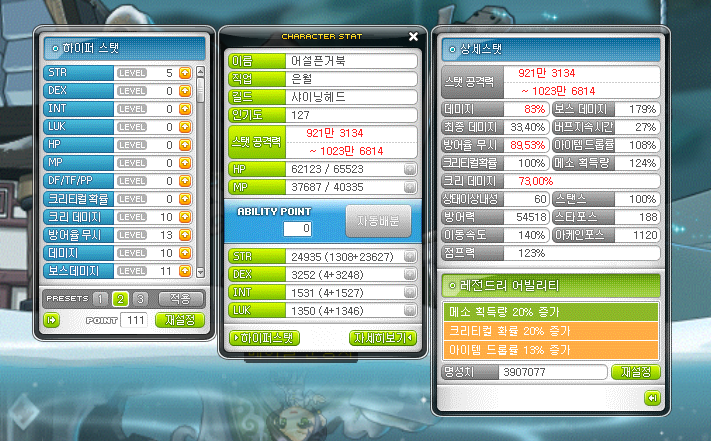 하이퍼 스탯
STR LEVEL 5
DEX LEVEL 0
INT LEVEL 0
LUK LEVEL 0
HP LEVEL 0
MP LEVEL 0
DF/TF/PP LEVEL 0
크리티컬 확률 LEVEL 0
크리 데미지 LEVEL 10
방어율 무시 LEVEL 13
데미지 LEVEL 10
보스데미지 LEVEL 11
PRESETS 1 2 3 적용
POINT 111 재설정
CHARACTER STAT
이름 어설픈거북
직업 은월
길드 샤이닝헤드
인기도 127
스탯 공격력 921만 3134
~ 1023만 6814
HP 62123 / 65523
MP 37687 / 40335
ABILITY POINT
0 자동배분
STR 24935 (1308+23627)
DEX 3252 (4+3248)
INT 1531 (4+1527)
LUK 1350 (4+1346)
하이퍼스탯 자세히보기
상세스탯
스탯 공격력 921만 3134
~ 1023만 6814
데미지 83% 보스 데미지 179%
최종 데미지 33,40% 버프지속시간 27%
방어율 무시 89,53% 아이템드롭률 108%
크리티컬확률 100% 메소 획득량 124%
크리 데미지 73,00%
상태이상내성 60 스탠스 100%
방어력 54518 스타포스 188
이동속도 140% 아케인포스 1120
점프력 123%
레전드리 어빌리티
메소 획득량 20% 증가
크리티컬 확률 20% 증가
아이템 드롭률 13% 증가
명성치 3907077 재설정